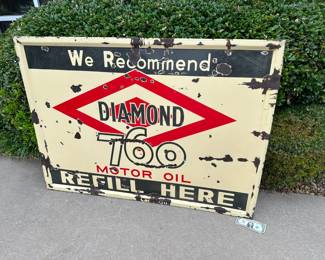 We Recommend
DIAMOND
760
MOTOR OIL
REFILL HERE